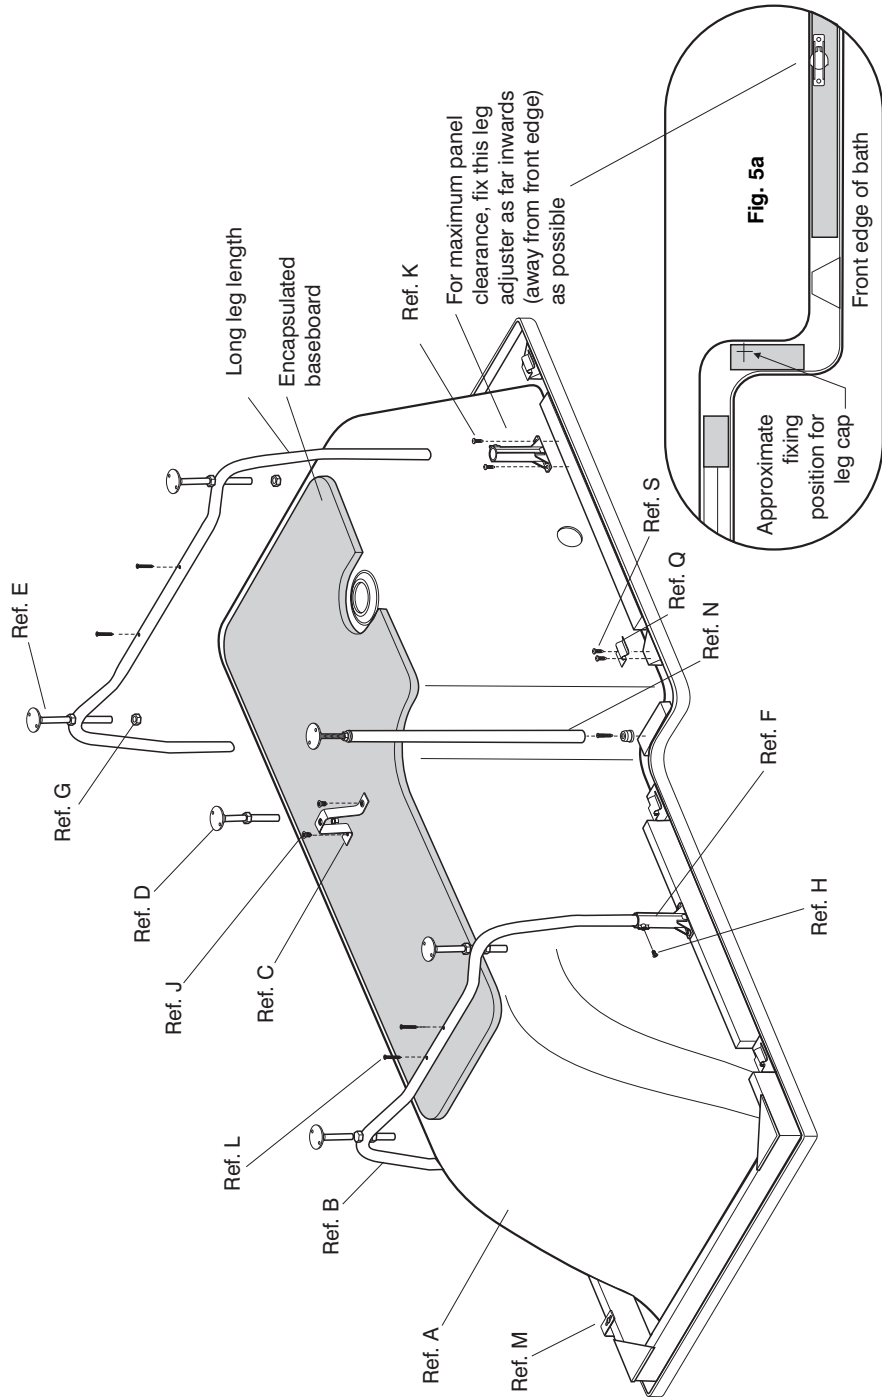 Ref. E
Ref. G
Ref. D
Ref. J
Ref. C
Ref. L
Ref. B
Ref. A
Ref. M
Long leg length
Encapsulated
baseboard
Ref. K
For maximum panel
clearance, fix this leg
adjuster as far inwards
(away from front edge)
as possible
Ref. S
Ref. Q
Ref. N
Ref. F
Ref. H
Fig. 5a
Approximate
fixing
position for
leg cap
Front edge of bath